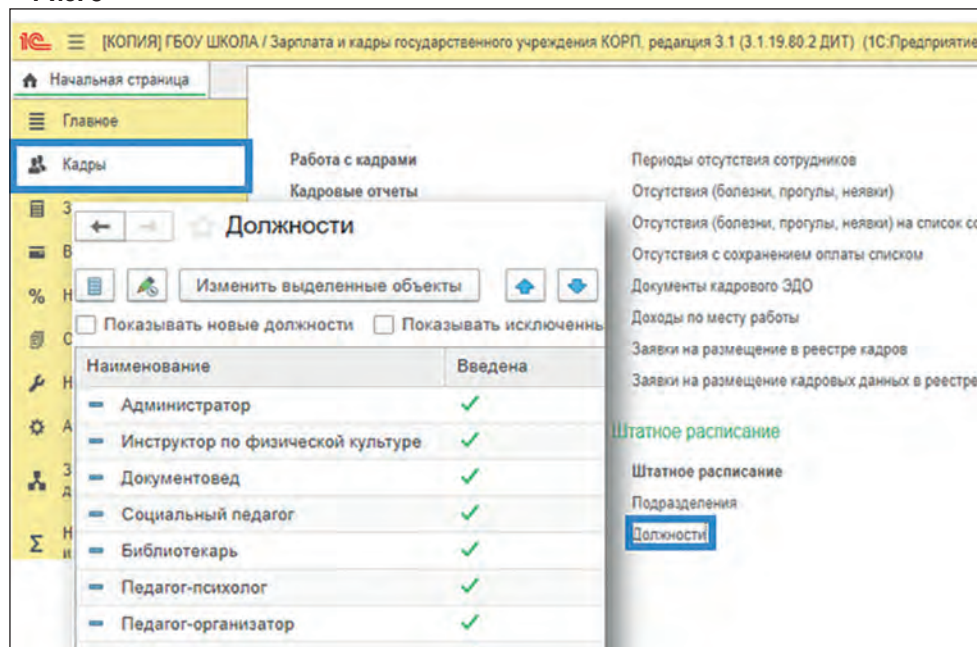 1С [КОПИЯ] ГБОУ ШКОЛА / Зарплата и кадры государственного учреждения КОРП, редакция 3.1 (3.1.19.80.2 ДИТ) (1С:Предприятие
Начальная страница
Главное
Кадры
З
В
% Н
О
Н
А
З
д
Н
и
Работа с кадрами
Кадровые отчеты
Периоды отсутствия сотрудников
Отсутствия (болезни, прогулы, неявки)
Отсутствия (болезни, прогулы, неявки) на список со
Отсутствия с сохранением оплаты списком
Документы кадрового ЭДО
Доходы по месту работы
Заявки на размещение в реестре кадров
Заявки на размещение кадровых данных в реестре
Штатное расписание
Штатное расписание
Подразделения
Должности
Должности
Изменить выделенные объекты
Показывать новые должности Показывать исключенны
Наименование Введена
Администратор
Инструктор по физической культуре
Документовед
Социальный педагог
Библиотекарь
Педагог-психолог
Педагог-организатор